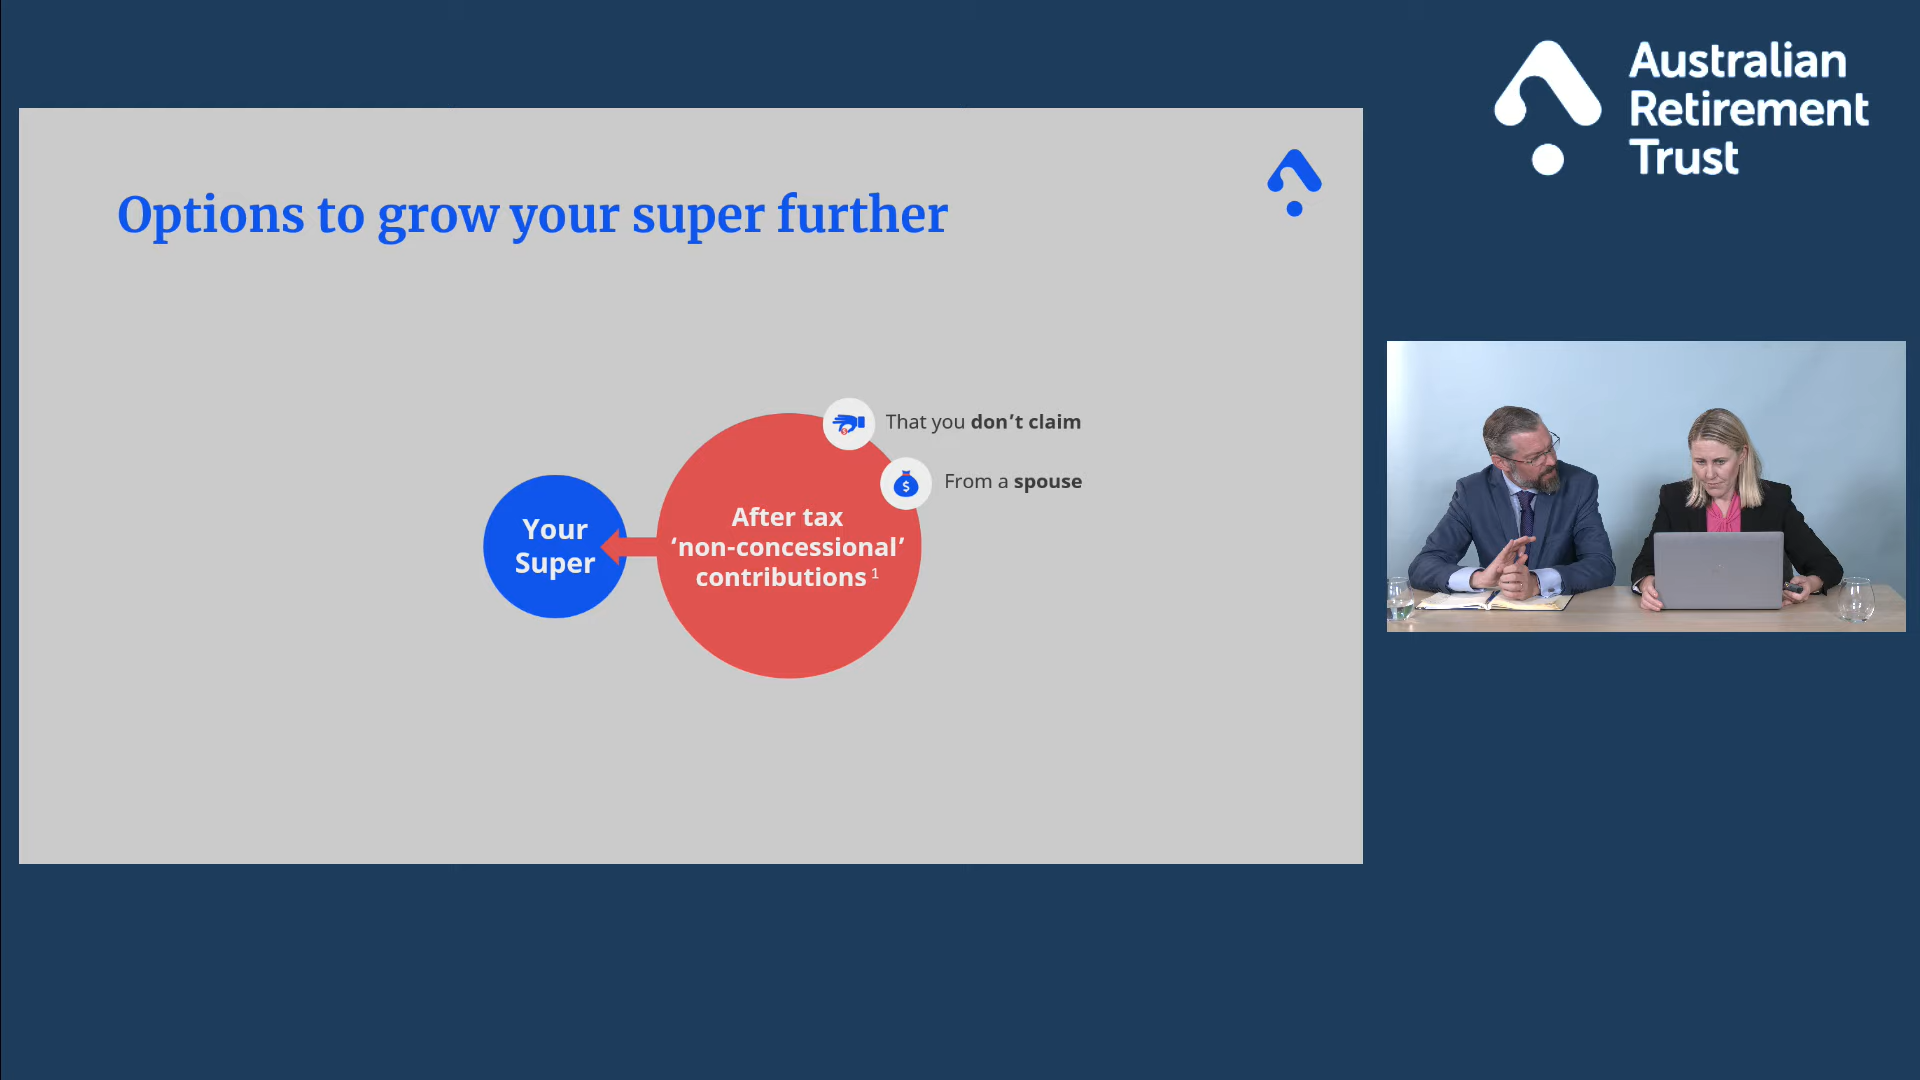 Australian
Retirement
Trust
Options to grow your super further
That you don’t claim
From a spouse
Your
Super
After tax
‘non-concessional’
contributions 1